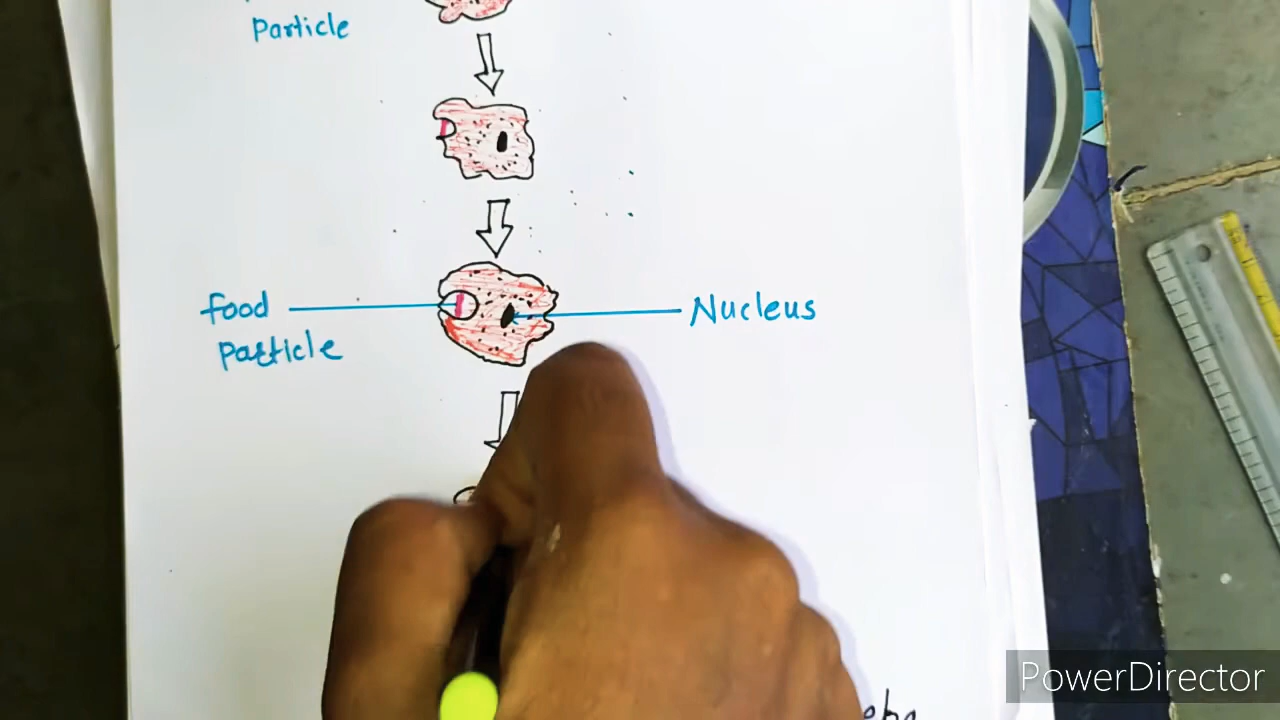 Particle
food
particle
Nucleus
PowerDirector